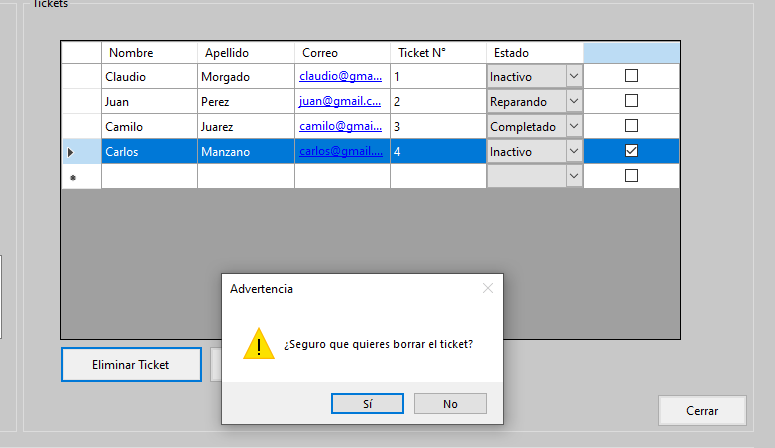 Tickets
Nombre Apellido Correo Ticket N° Estado
Claudio Morgado claudio@gma... 1 Inactivo
Juan Perez juan@gmail.c... 2 Reparando
Camilo Juarez camilo@gmai... 3 Completado
Carlos Manzano carlos@gmail.... 4 Inactivo
Advertencia
¿Seguro que quieres borrar el ticket?
Eliminar Ticket
Sí No
Cerrar